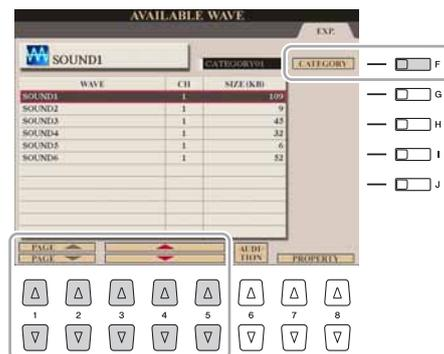 AVAILABLE WAVE
EXP.
SOUND1
CATEGORY01
CATEGORY
F
WAVE CH SIZE(KB)
SOUND1 1 109
SOUND2 1 9
SOUND3 1 45
SOUND4 1 32
SOUND5 1 6
SOUND6 1 52
G
H
I
J
PAGE
PAGE
AUDI-
TION
PROPERTY
1 2 3 4 5 6 7 8